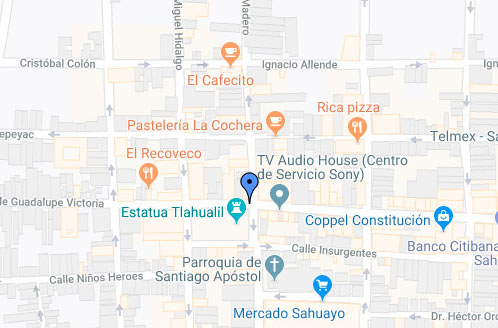 Miguel Hidalgo
Madero
Cristóbal Colón
Ignacio Allende
El Cafecito
Rica pizza
Pastelería La Cochera
epeyac
Telmex - Sa
El Recoveco
TV Audio House (Centro
de Servicio Sony)
de Guadalupe Victoria
Estatua Tlahualil
Coppel Constitución
Calle Insurgentes
Banco Citibana
Sah
Parroquia de
Santiago Apóstol
Calle Niños Heroes
Mercado Sahuayo
Dr. Héctor Or
Ign